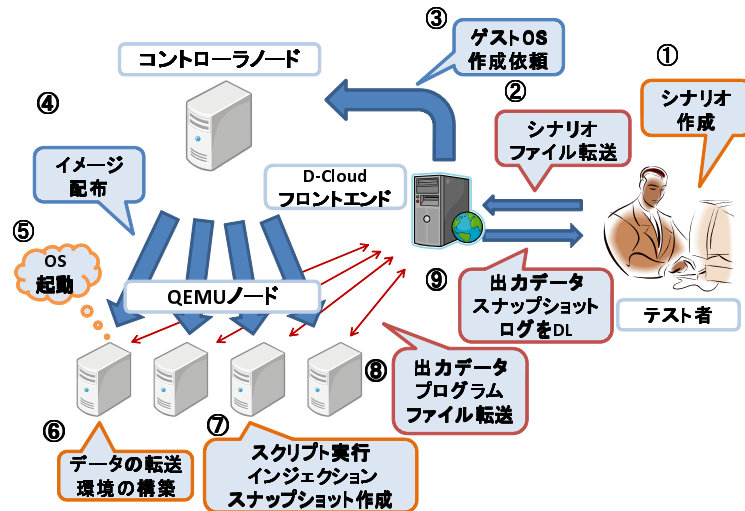 ③
ゲストOS
作成依頼
①
コントローラノード
②
シナリオ
作成
④
シナリオ
ファイル転送
イメージ
配布
D-Cloud
フロントエンド
⑤
OS
起動
QEMUノード
⑨
出力データ
スナップショット
ログをDL
テスト者
⑧
出力データ
プログラム
ファイル転送
⑥
データの転送
環境の構築
⑦
スクリプト実行
インジェクション
スナップショット作成